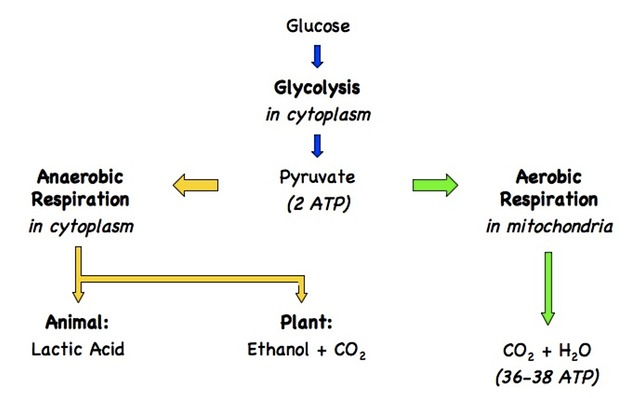 Glucose
Glycolysis
in cytoplasm
Pyruvate
(2 ATP)
Anaerobic
Respiration
in cytoplasm
Aerobic
Respiration
in mitochondria
Animal:
Lactic Acid
Plant:
Ethanol + CO₂
CO₂ + H₂O
(36-38 ATP)